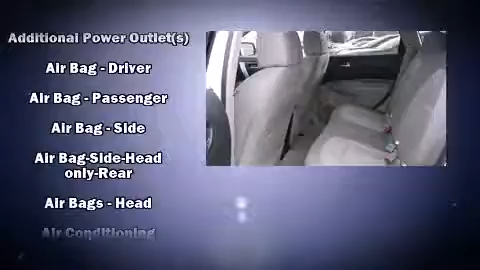 Additional Power Outlet(s)
Air Bag - Driver
Air Bag - Passenger
Air Bag - Side
Air Bag-Side-Head
only-Rear
Air Bags - Head
Air Conditioning